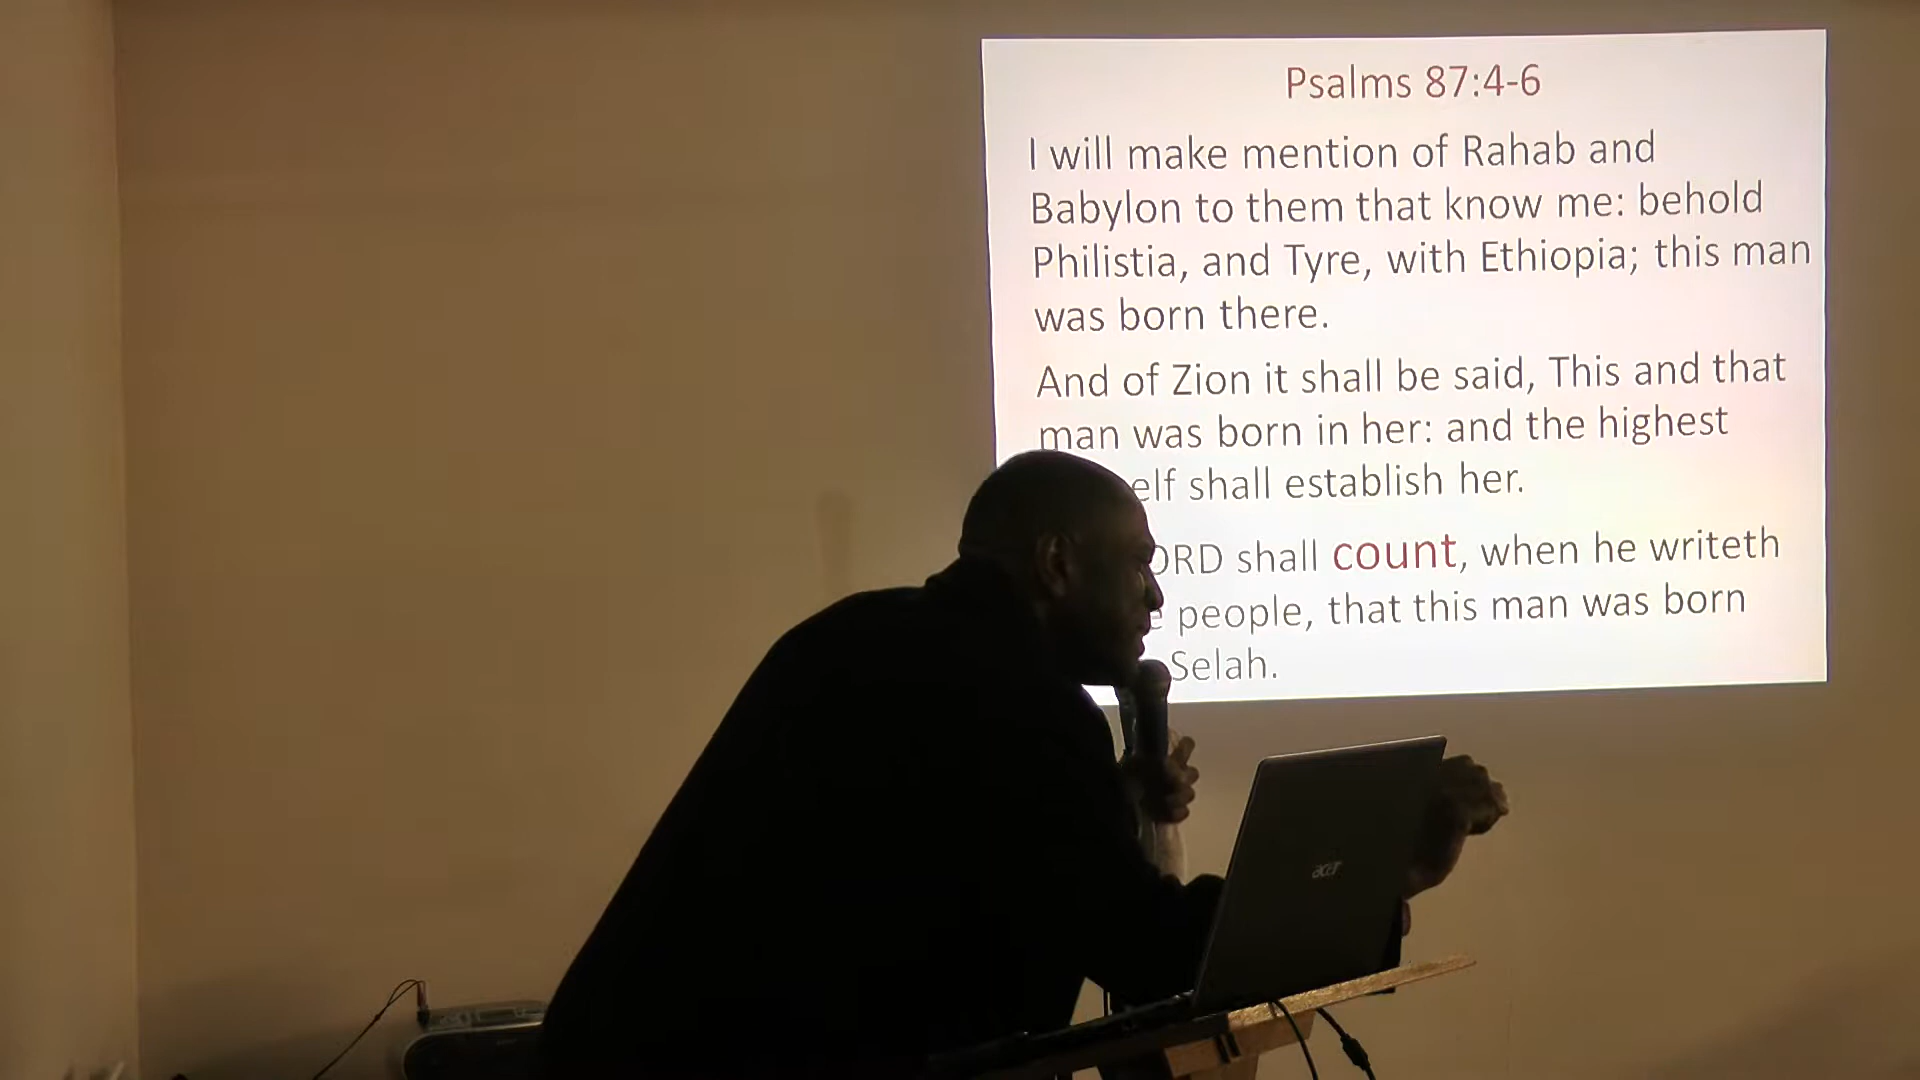 Psalms 87:4-6
I will make mention of Rahab and
Babylon to them that know me: behold
Philistia, and Tyre, with Ethiopia; this man
was born there.
And of Zion it shall be said, This and that
man was born in her: and the highest
elf shall establish her.
ORD shall count, when he writeth
people, that this man was born
Selah.
acer